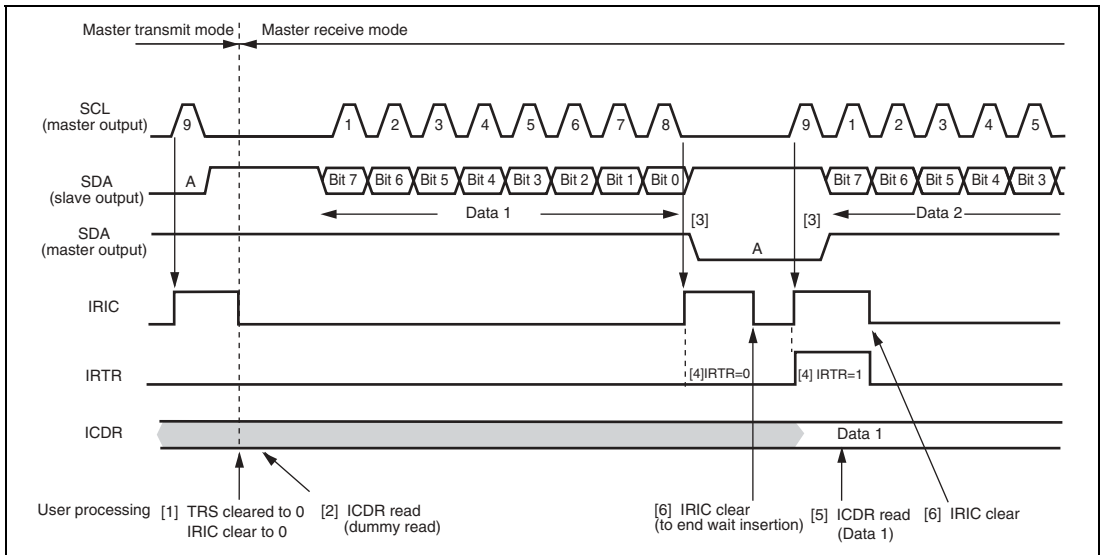 Master transmit mode Master receive mode
SCL
(master output)
9 1 2 3 4 5 6 7 8 9 1 2 3 4 5
SDA
(slave output)
A Bit 7 Bit 6 Bit 5 Bit 4 Bit 3 Bit 2 Bit 1 Bit 0 Bit 7 Bit 6 Bit 5 Bit 4 Bit 3
Data 1 [3] [3] Data 2
SDA
(master output)
A
IRIC
IRTR
[4]IRTR=0 [4] IRTR=1
ICDR
Data 1
User processing [1] TRS cleared to 0
IRIC clear to 0
[2] ICDR read
(dummy read)
[6] IRIC clear
(to end wait insertion)
[5] ICDR read
(Data 1)
[6] IRIC clear